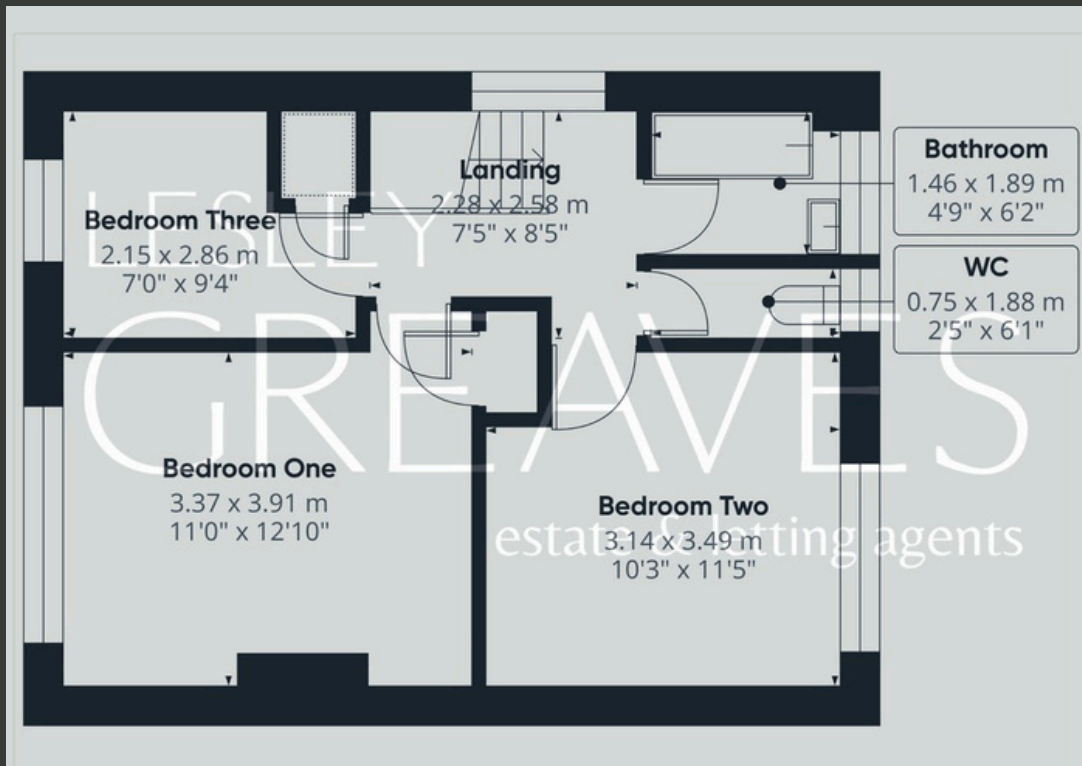 Bathroom
1.46 x 1.89 m
4'9" x 6'2"
Landing
2.28 x 2.58 m
7'5" x 8'5"
LESLEY
Bedroom Three
2.15 x 2.86 m
7'0" x 9'4"
WC
0.75 x 1.88 m
2'5" x 6'1"
GREAVES
Bedroom One
3.37 x 3.91 m
11'0" x 12'10"
Bedroom Two
3.14 x 3.49 m
10'3" x 11'5"
estate & letting agents